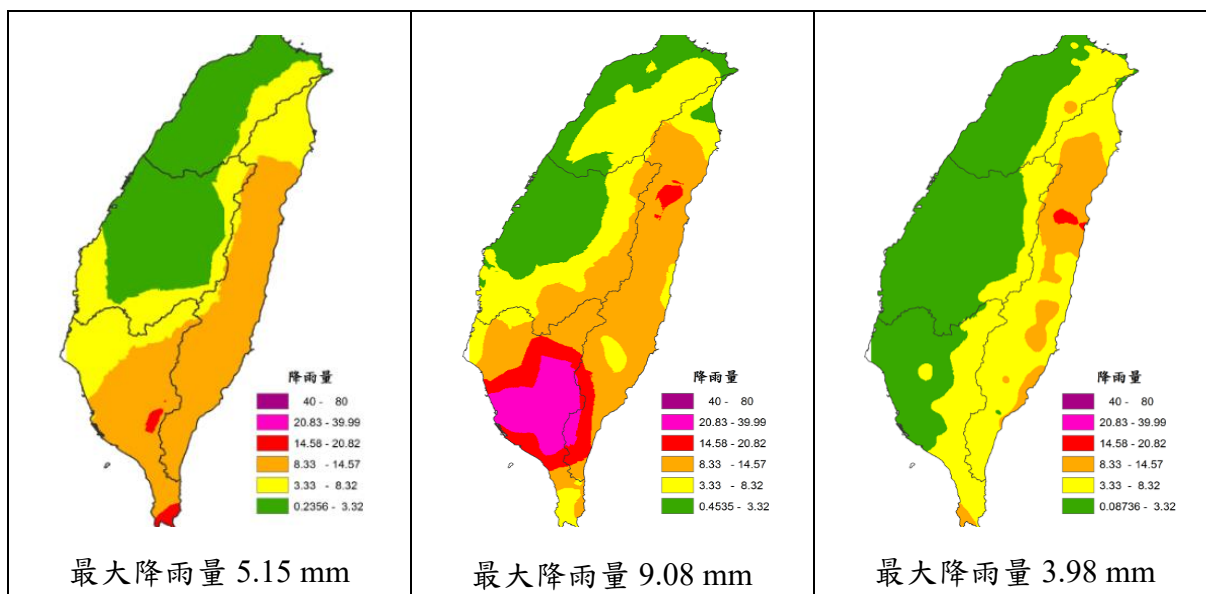 降雨量
40 - 80
20.83 - 39.99
14.58 - 20.82
8.33 - 14.57
3.33 - 8.32
0.2356 - 3.32
最大降雨量 5.15 mm
降雨量
40 - 80
20.83 - 39.99
14.58 - 20.82
8.33 - 14.57
3.33 - 8.32
0.4535 - 3.32
最大降雨量 9.08 mm
降雨量
40 - 80
20.83 - 39.99
14.58 - 20.82
8.33 - 14.57
3.33 - 8.32
0.08736 - 3.32
最大降雨量 3.98 mm